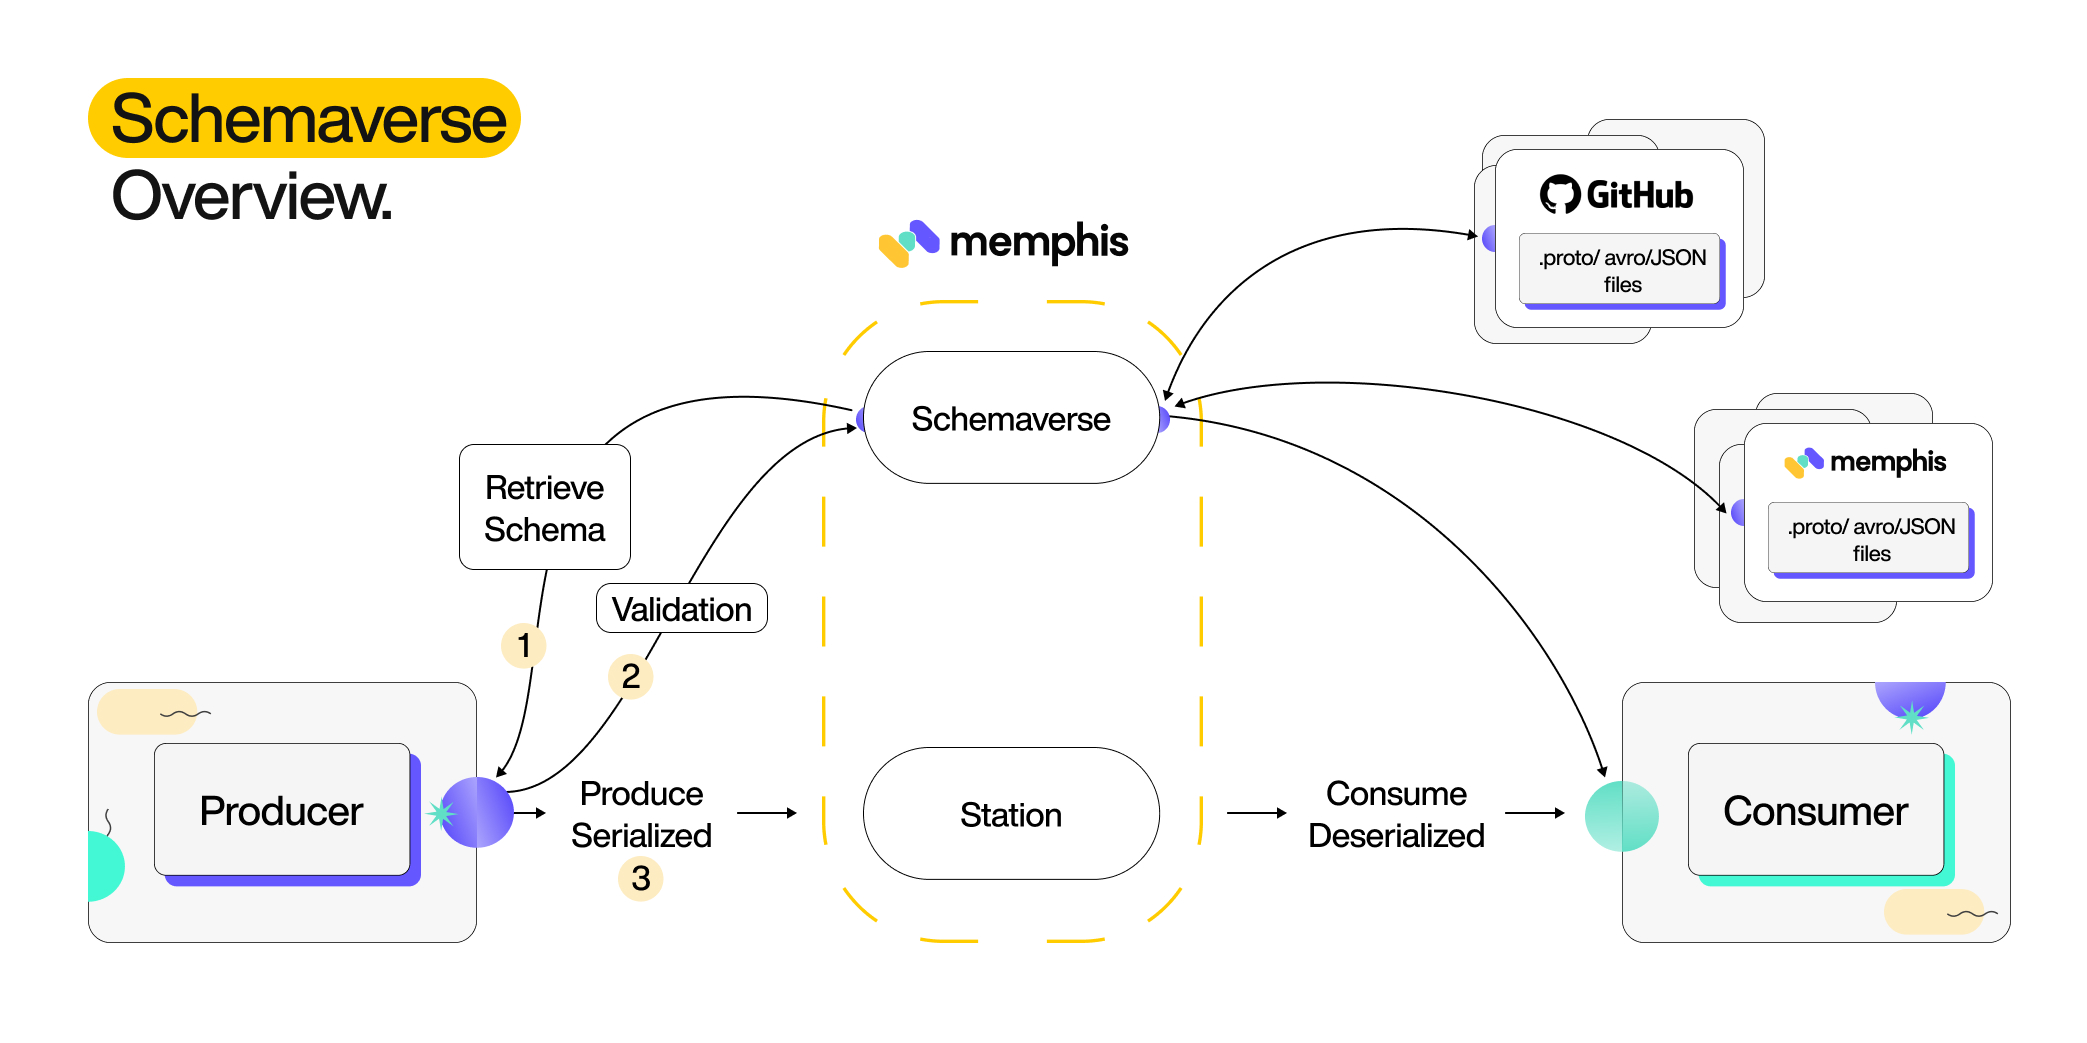 Schemaverse
Overview.
memphis
GitHub
.proto/ avro/JSON
files
Schemaverse
memphis
.proto/ avro/JSON
files
Retrieve
Schema
Validation
1
2
Producer
Produce
Serialized
3
Station
Consume
Deserialized
Consumer